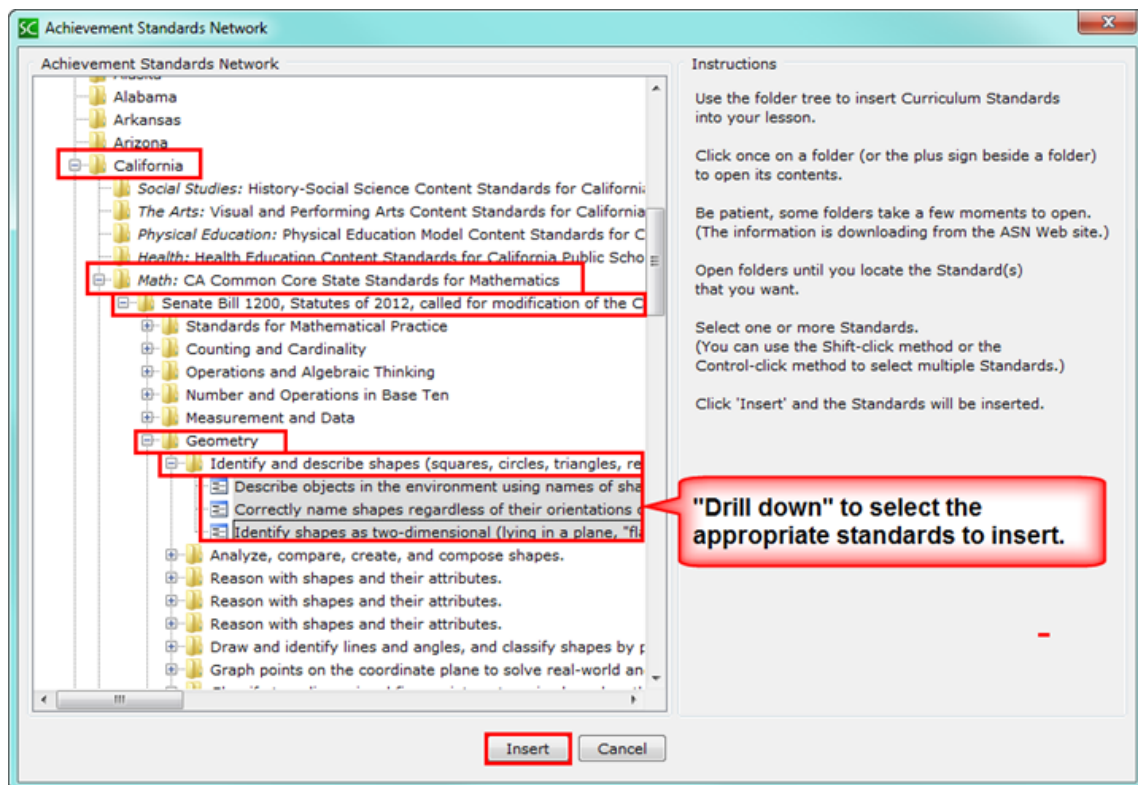 SC Achievement Standards Network
x
Achievement Standards Network
Alaska
Alabama
Arkansas
Arizona
California
Social Studies: History-Social Science Content Standards for Californi
The Arts: Visual and Performing Arts Content Standards for California
Physical Education: Physical Education Model Content Standards for C
Health: Health Education Content Standards for California Public Scho
Math: CA Common Core State Standards for Mathematics
Senate Bill 1200, Statutes of 2012, called for modification of the C
Standards for Mathematical Practice
Counting and Cardinality
Operations and Algebraic Thinking
Number and Operations in Base Ten
Measurement and Data
Geometry
Identify and describe shapes (squares, circles, triangles, re
Describe objects in the environment using names of sha
Correctly name shapes regardless of their orientations
Identify shapes as two-dimensional (lying in a plane, "fl
Analyze, compare, create, and compose shapes.
Reason with shapes and their attributes.
Reason with shapes and their attributes.
Reason with shapes and their attributes.
Draw and identify lines and angles, and classify shapes by p
Graph points on the coordinate plane to solve real-world an
Instructions
Use the folder tree to insert Curriculum Standards
into your lesson.
Click once on a folder (or the plus sign beside a folder)
to open its contents.
Be patient, some folders take a few moments to open.
(The information is downloading from the ASN Web site.)
Open folders until you locate the Standard(s)
that you want.
Select one or more Standards.
(You can use the Shift-click method or the
Control-click method to select multiple Standards.)
Click 'Insert' and the Standards will be inserted.
"Drill down" to select the
appropriate standards to insert.
Insert
Cancel